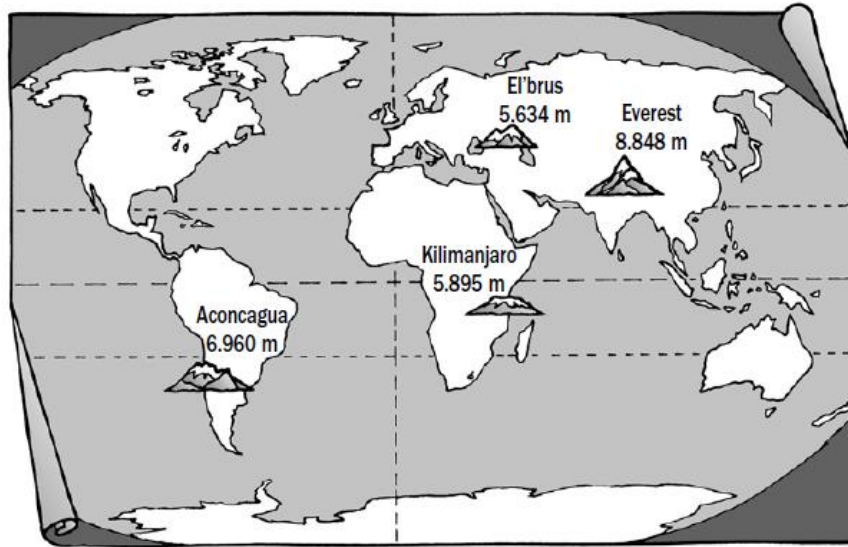 El'brus
5.634 m
Everest
8.848 m
Kilimanjaro
5.895 m
Aconcagua
6.960 m